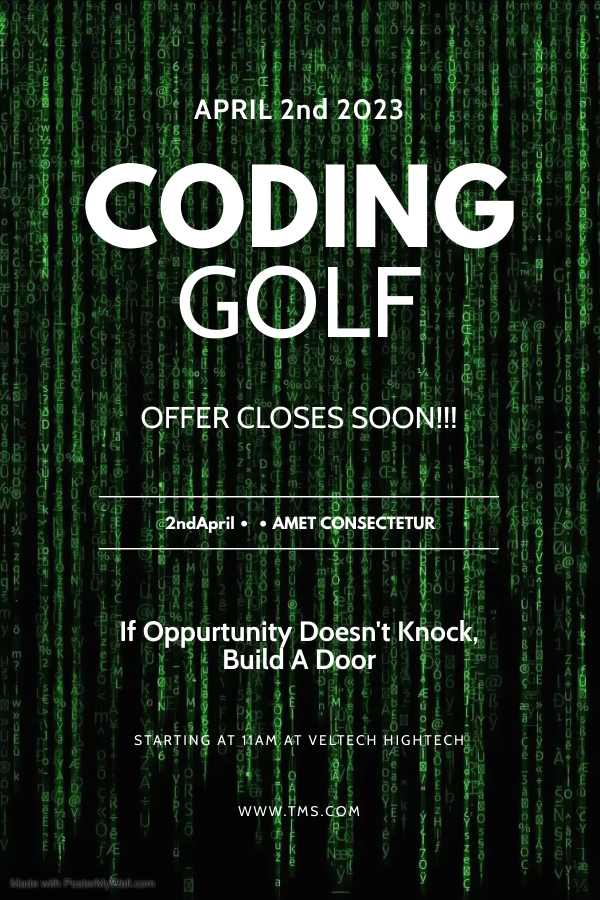 APRIL 2nd 2023
CODING
GOLF
OFFER CLOSES SOON!!!
2ndApril • • AMET CONSECTETUR
If Oppurtunity Doesn't Knock,
Build A Door
STARTING AT 11AM AT VELTECH HIGHTECH
WWW.TMS.COM
Made with PosterMyWall.com